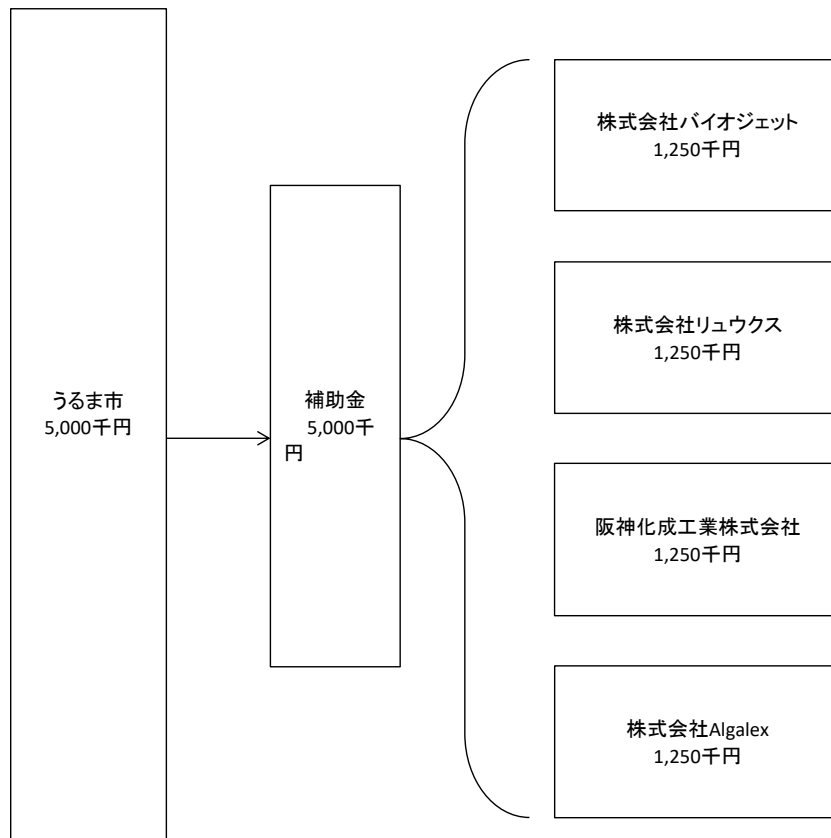 うるま市
5,000千円
補助金
5,000千
円
株式会社バイオジェット
1,250千円
株式会社リュウクス
1,250千円
阪神化成工業株式会社
1,250千円
株式会社Algalex
1,250千円